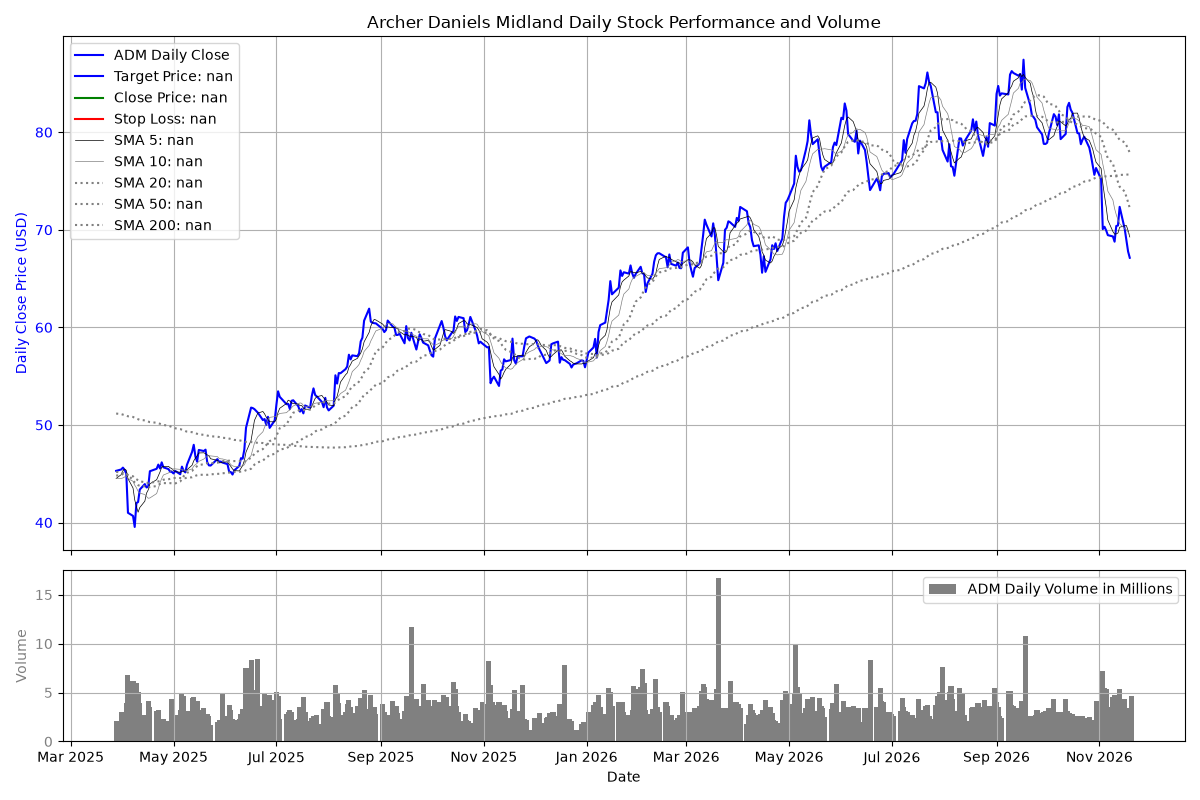 Archer Daniels Midland Daily Stock Performance and Volume
ADM Daily Close
Target Price: nan
Close Price: nan
Stop Loss: nan
SMA 5: nan
SMA 10: nan
SMA 20: nan
SMA 50: nan
SMA 200: nan
Daily Close Price (USD)
80
70
60
50
40
ADM Daily Volume in Millions
Volume
15
10
5
0
Mar 2025 May 2025 Jul 2025 Sep 2025 Nov 2025 Jan 2026 Mar 2026 May 2026 Jul 2026 Sep 2026 Nov 2026
Date